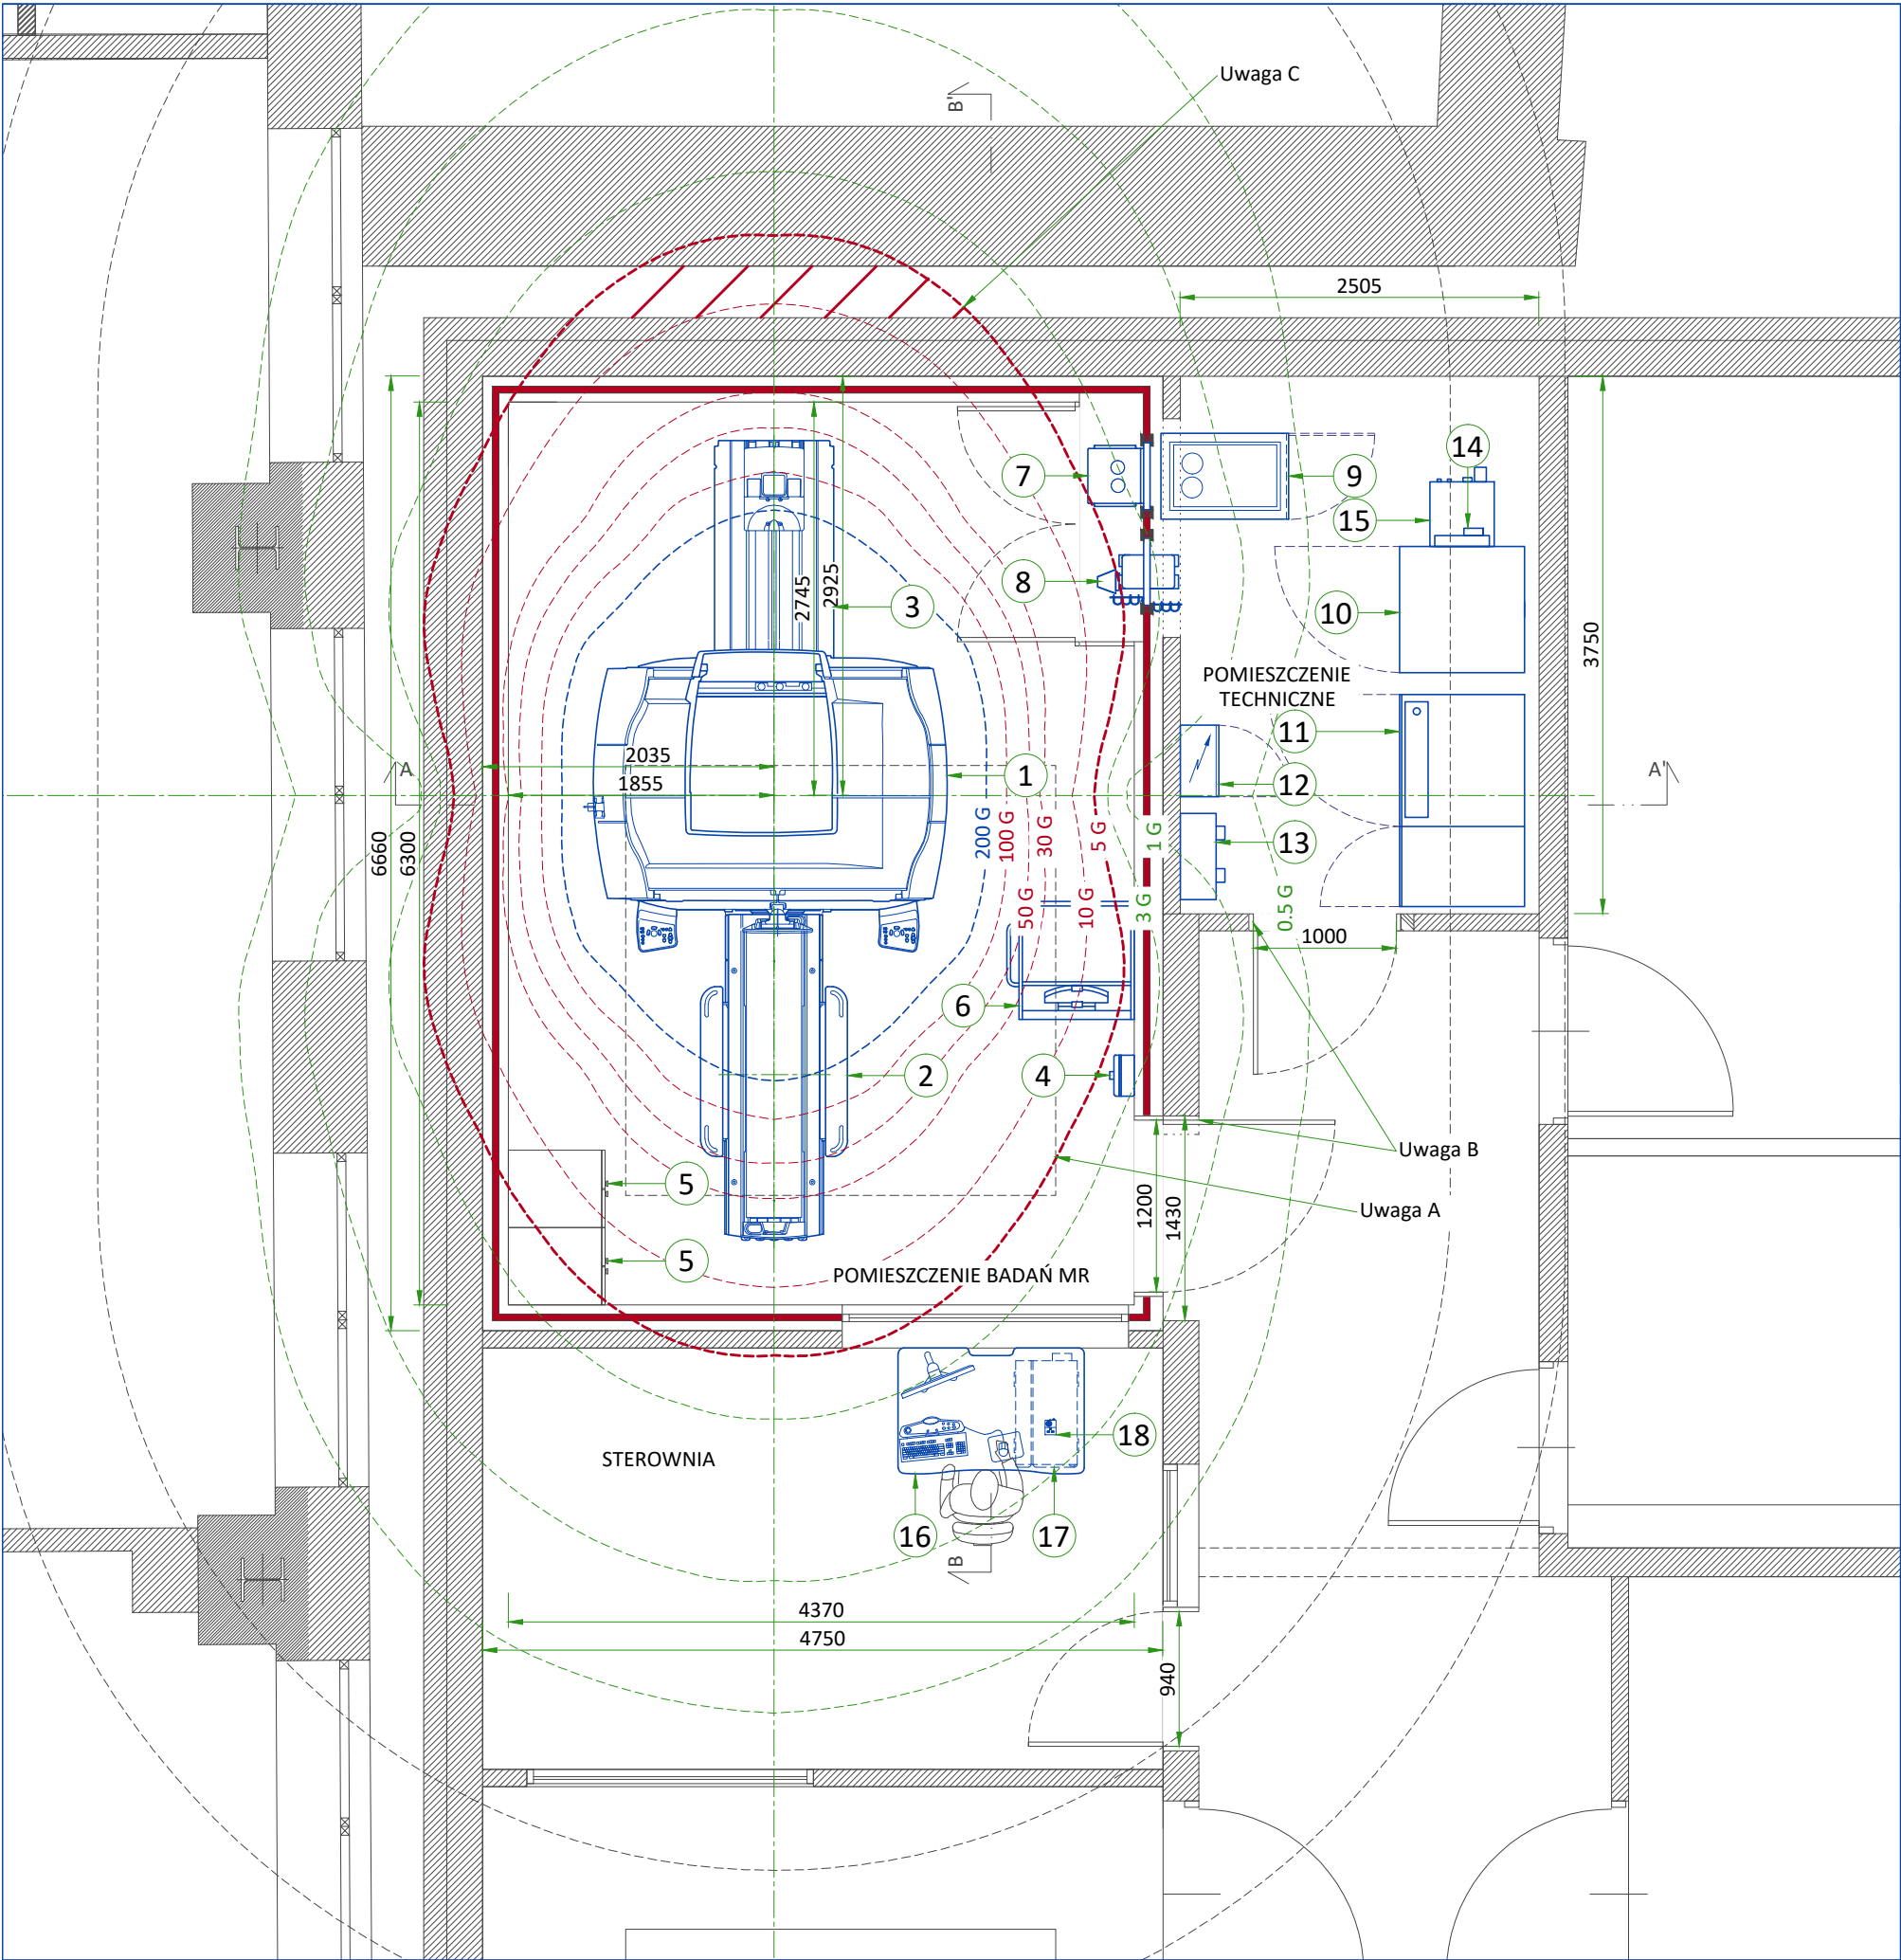 Uwaga C
B'
2505
14
7
9
15
2745
2925
8
3
10
3750
POMIESZCZENIE
TECHNICZNE
11
2035
1
A
A'
12
1855
200 G
100 G
30 G
5 G
1 G
13
6660
6300
50 G
10 G
3 G
0.5 G
1000
6
2
4
Uwaga B
5
1200
1430
Uwaga A
5
POMIESZCZENIE BADAŃ MR
18
STEROWNIA
16
17
B
4370
4750
940